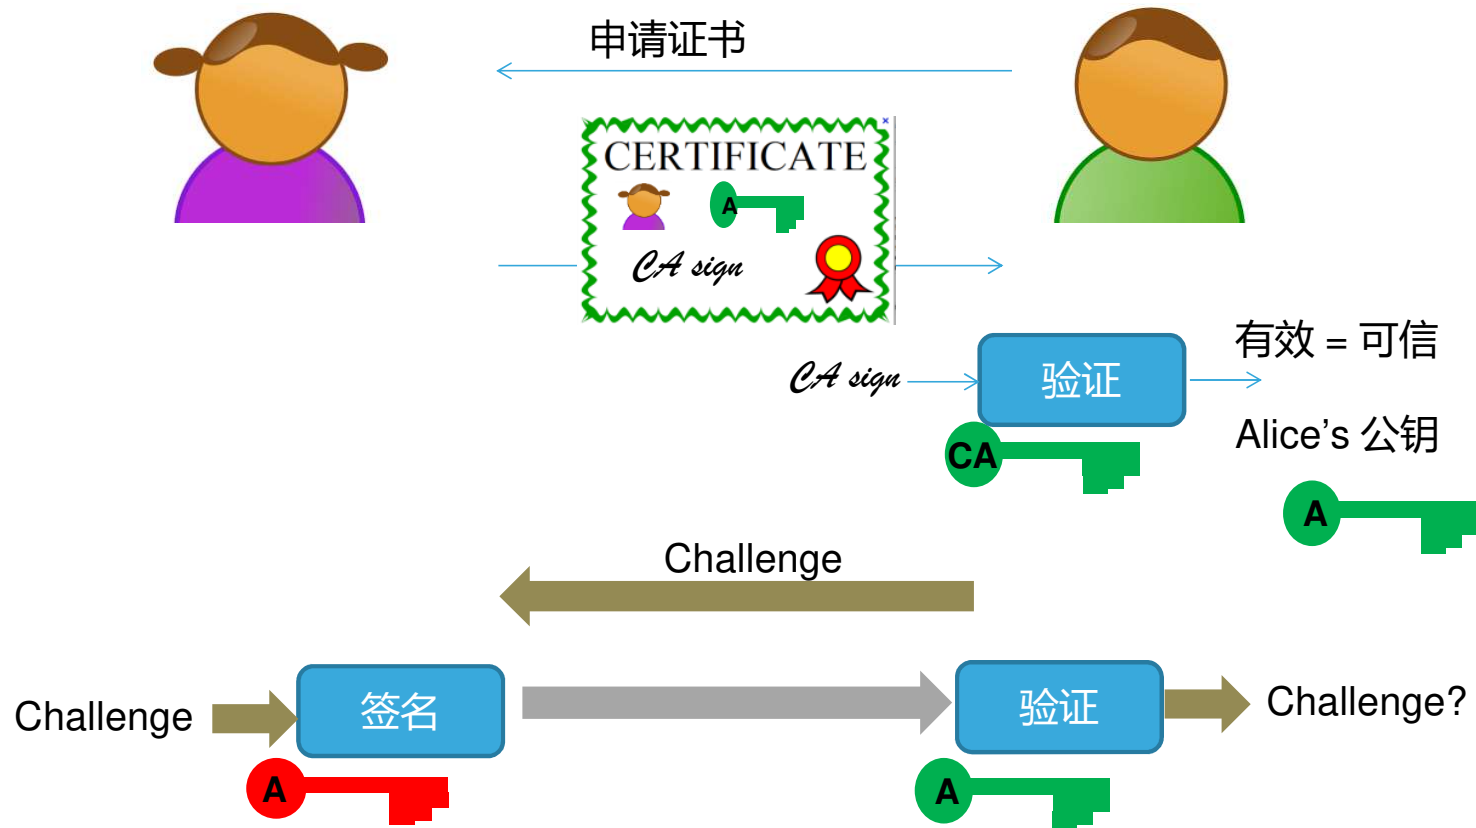 申请证书
CERTIFICATE
A
CA sign
有效 = 可信
CA sign
验证
CA
Alice’s 公钥
A
Challenge
Challenge
签名
验证
Challenge?
A
A